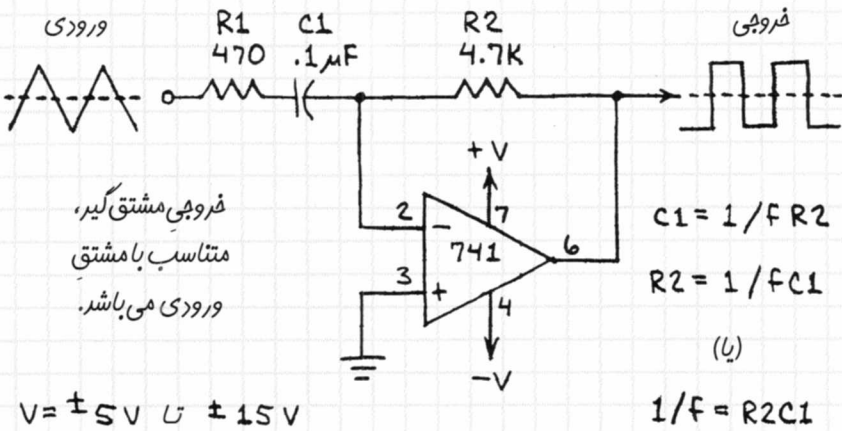 ورودی
R1
470
C1
.1µF
R2
4.7K
خروجی
+V
2
7
-
741
6
3
+
4
-V
خروجیِ مشتق‌گیر،
متناسب با مشتقِ
ورودی می‌باشد.
C1 = 1/f R2
R2 = 1/fC1
(یا)
1/f = R2C1
V= ±5V تا ±15V